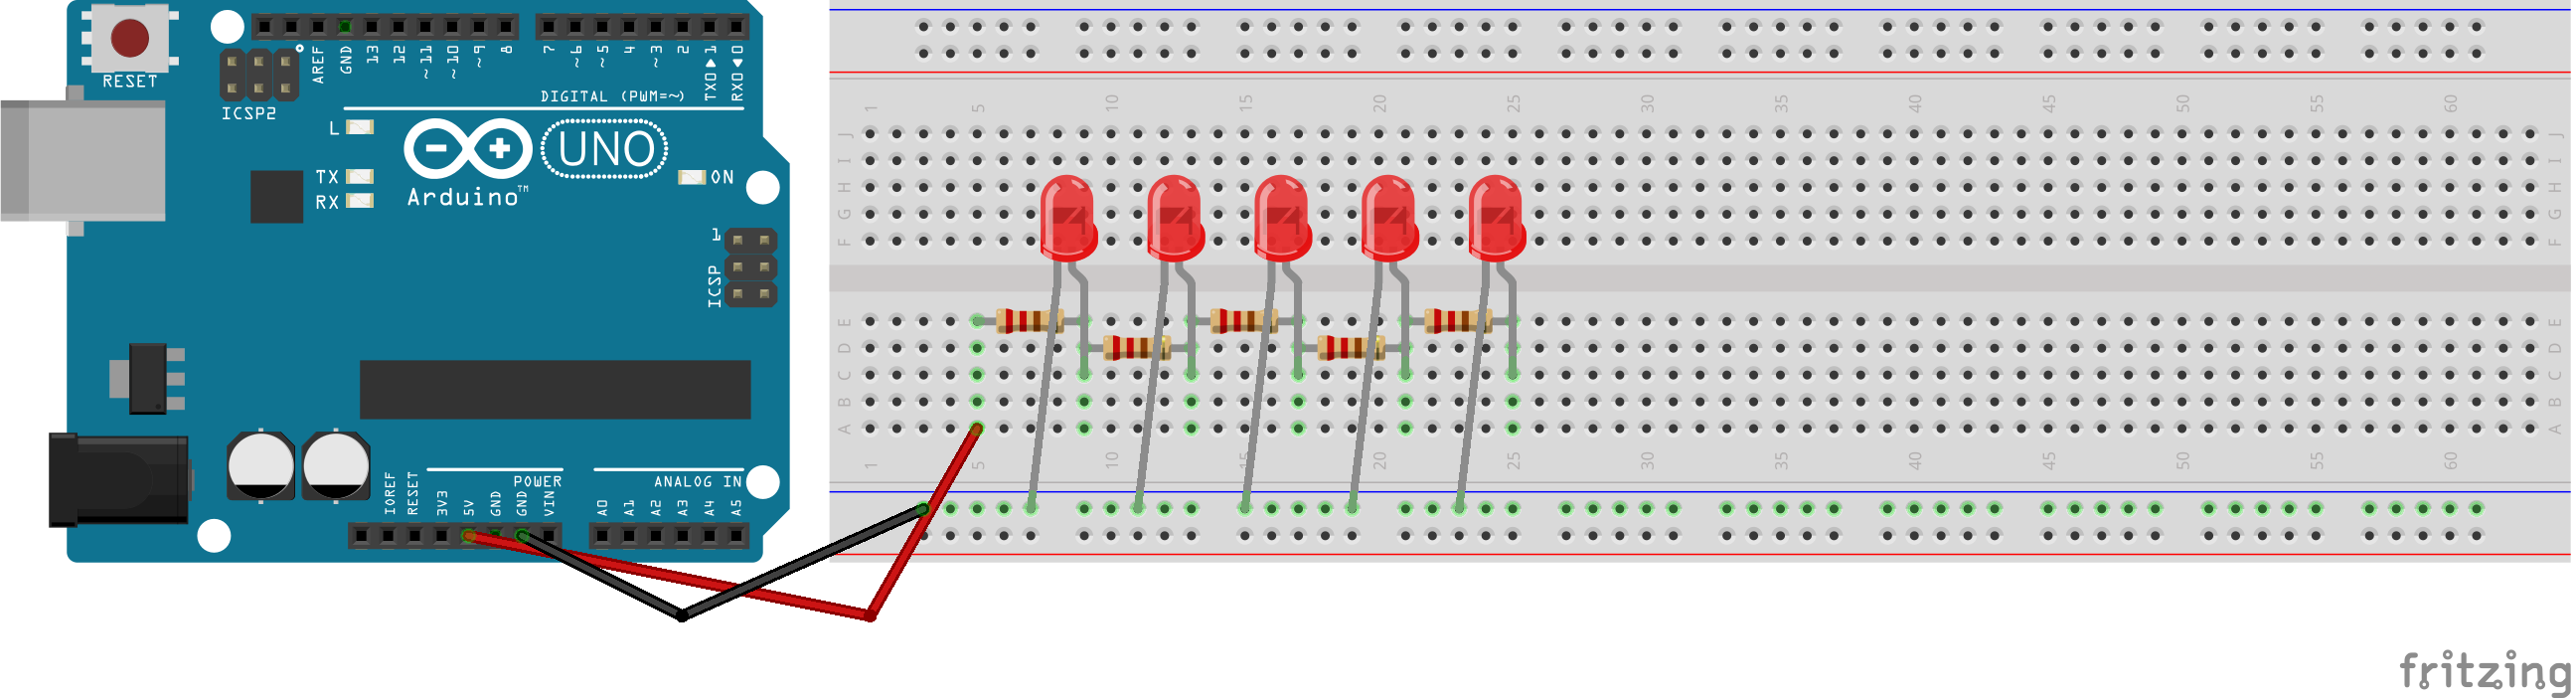 RESET
ICSP2
AREF
GND
13
12
~11
~10
~9
8
7
~6
~5
4
~3
2
TX0▶1
RX0◀0
DIGITAL (PWM=~)
L
TX
RX
UNO
Arduino™
ON
1
ICSP
IOREF
RESET
3V3
5V
GND
GND
VIN
POWER
ANALOG IN
A0
A1
A2
A3
A4
A5
1 5 10 15 20 25 30 35 40 45 50 55 60
J J
I I
H H
G G
F F
E E
D D
C C
B B
A A
1 5 10 15 20 25 30 35 40 45 50 55 60
fritzing